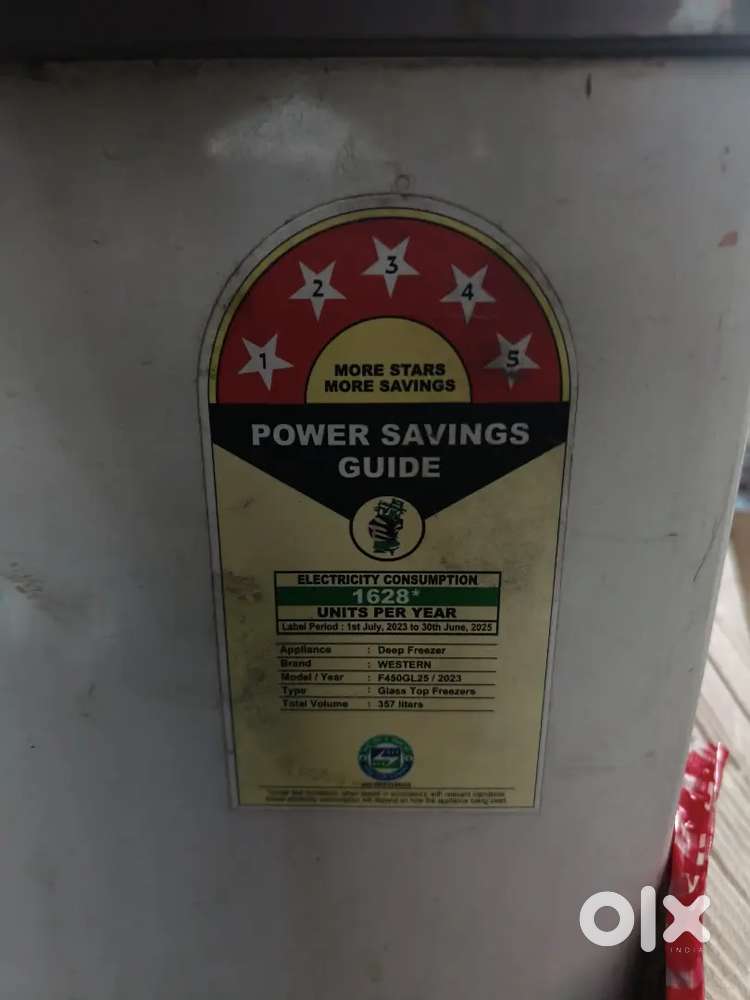 1
2
3
4
5
MORE STARS
MORE SAVINGS
POWER SAVINGS
GUIDE
ELECTRICITY CONSUMPTION
1628*
UNITS PER YEAR
Label Period : 1st July, 2023 to 30th June, 2025
Appliance : Deep Freezer
Brand : WESTERN
Model / Year : F450GL25 / 2023
Type : Glass Top Freezers
Total Volume : 357 liters
olx
INDIA